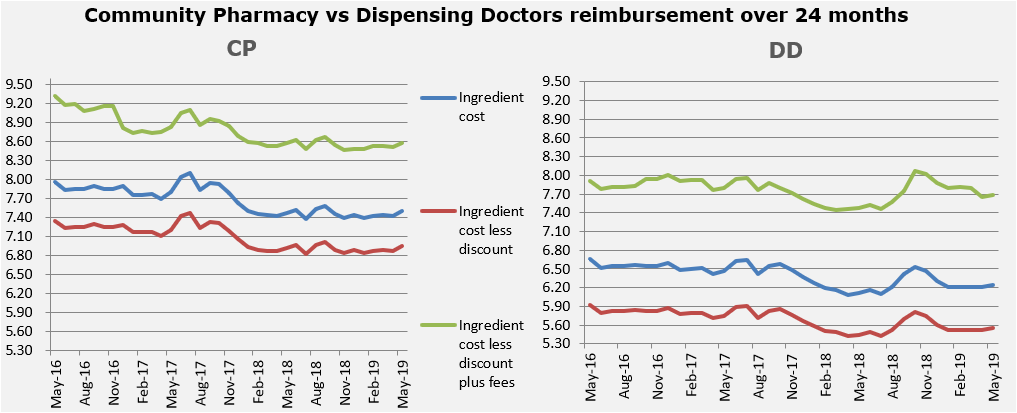 Community Pharmacy vs Dispensing Doctors reimbursement over 24 months
CP
9.50
9.20
8.90
8.60
8.30
8.00
7.70
7.40
7.10
6.80
6.50
6.20
5.90
5.60
5.30
May-16
Aug-16
Nov-16
Feb-17
May-17
Aug-17
Nov-17
Feb-18
May-18
Aug-18
Nov-18
Feb-19
May-19
Ingredient
cost
Ingredient
cost less
discount
Ingredient
cost less
discount
plus fees
DD
9.50
9.20
8.90
8.60
8.30
8.00
7.70
7.40
7.10
6.80
6.50
6.20
5.90
5.60
5.30
May-16
Aug-16
Nov-16
Feb-17
May-17
Aug-17
Nov-17
Feb-18
May-18
Aug-18
Nov-18
Feb-19
May-19